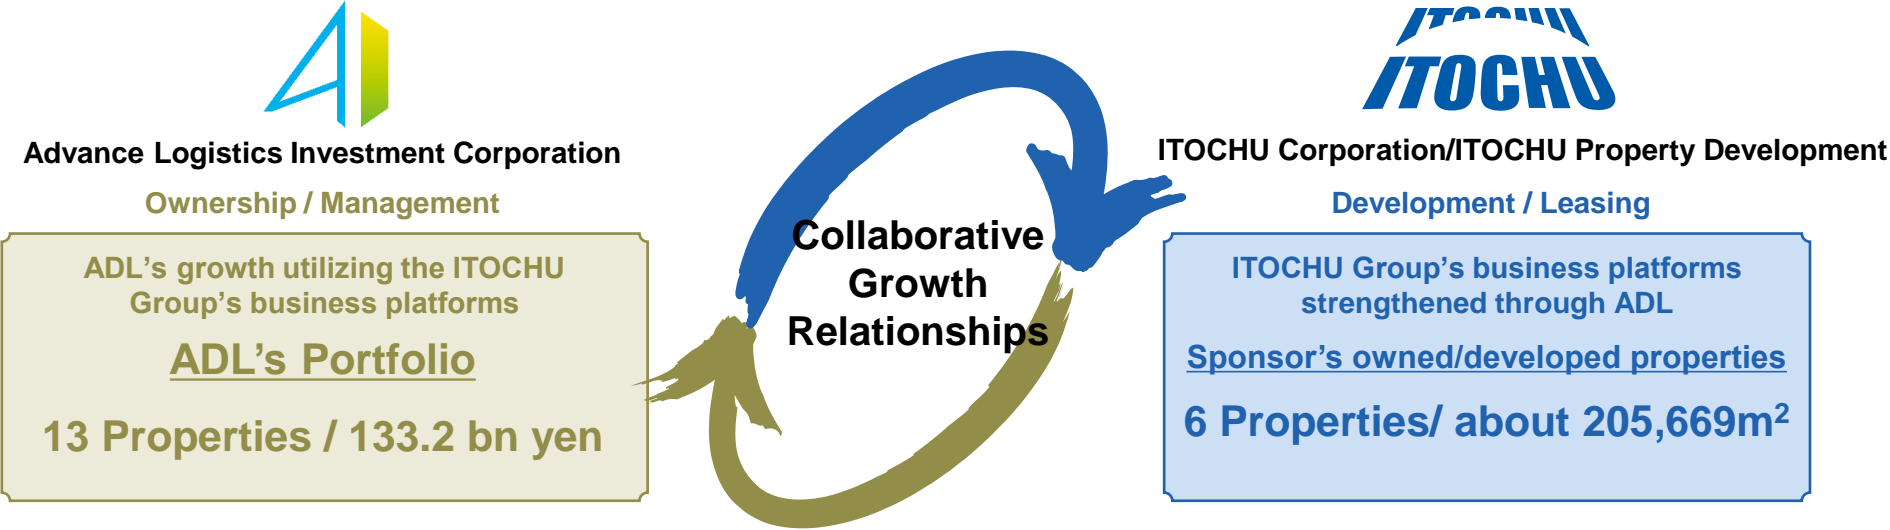 ITOCHU
Advance Logistics Investment Corporation
Ownership / Management
ADL’s growth utilizing the ITOCHU
Group’s business platforms
ADL’s Portfolio
13 Properties / 133.2 bn yen
Collaborative
Growth
Relationships
ITOCHU
ITOCHU Corporation/ITOCHU Property Development
Development / Leasing
ITOCHU Group’s business platforms
strengthened through ADL
Sponsor’s owned/developed properties
6 Properties/ about 205,669m²